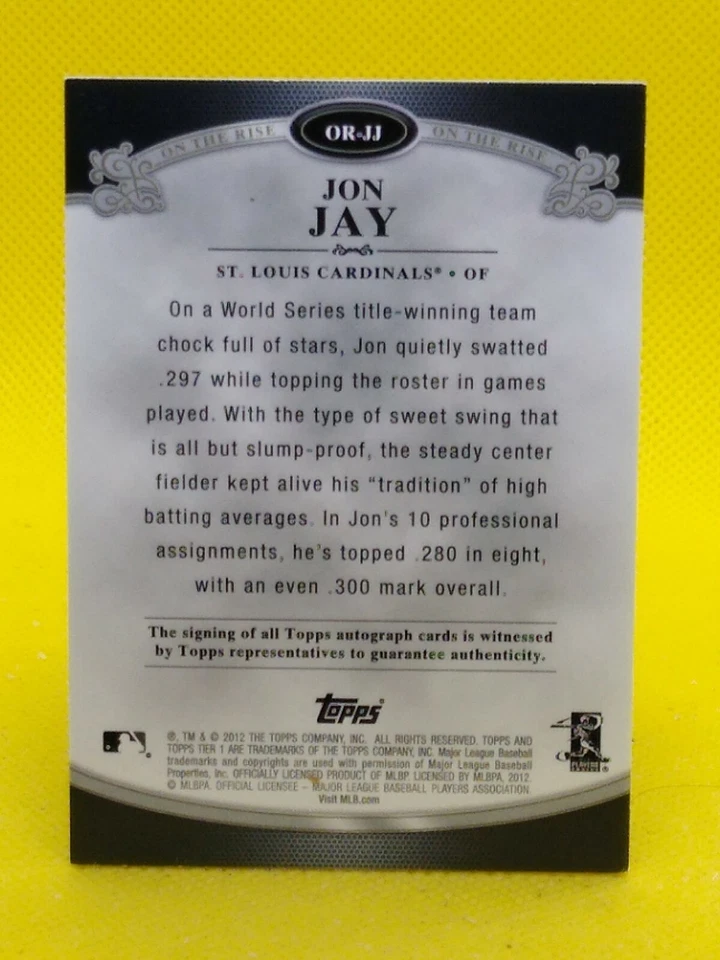 ON THE RISE OR-JJ ON THE RISE
JON
JAY
ST. LOUIS CARDINALS® • OF
On a World Series title-winning team
chock full of stars, Jon quietly swatted
.297 while topping the roster in games
played. With the type of sweet swing that
is all but slump-proof, the steady center
fielder kept alive his “tradition” of high
batting averages. In Jon's 10 professional
assignments, he's topped .280 in eight,
with an even .300 mark overall.
The signing of all Topps autograph cards is witnessed
by Topps representatives to guarantee authenticity.
Topps®
®, TM & © 2012 THE TOPPS COMPANY, INC. ALL RIGHTS RESERVED. TOPPS AND
TOPPS TIER 1 ARE TRADEMARKS OF THE TOPPS COMPANY, INC. Major League Baseball
trademarks and copyrights are used with permission of Major League Baseball
Properties, Inc. OFFICIALLY LICENSED PRODUCT OF MLBP. LICENSED BY MLBPA, 2012.
© MLBPA. OFFICIAL LICENSEE – MAJOR LEAGUE BASEBALL PLAYERS ASSOCIATION.
Visit MLB.com